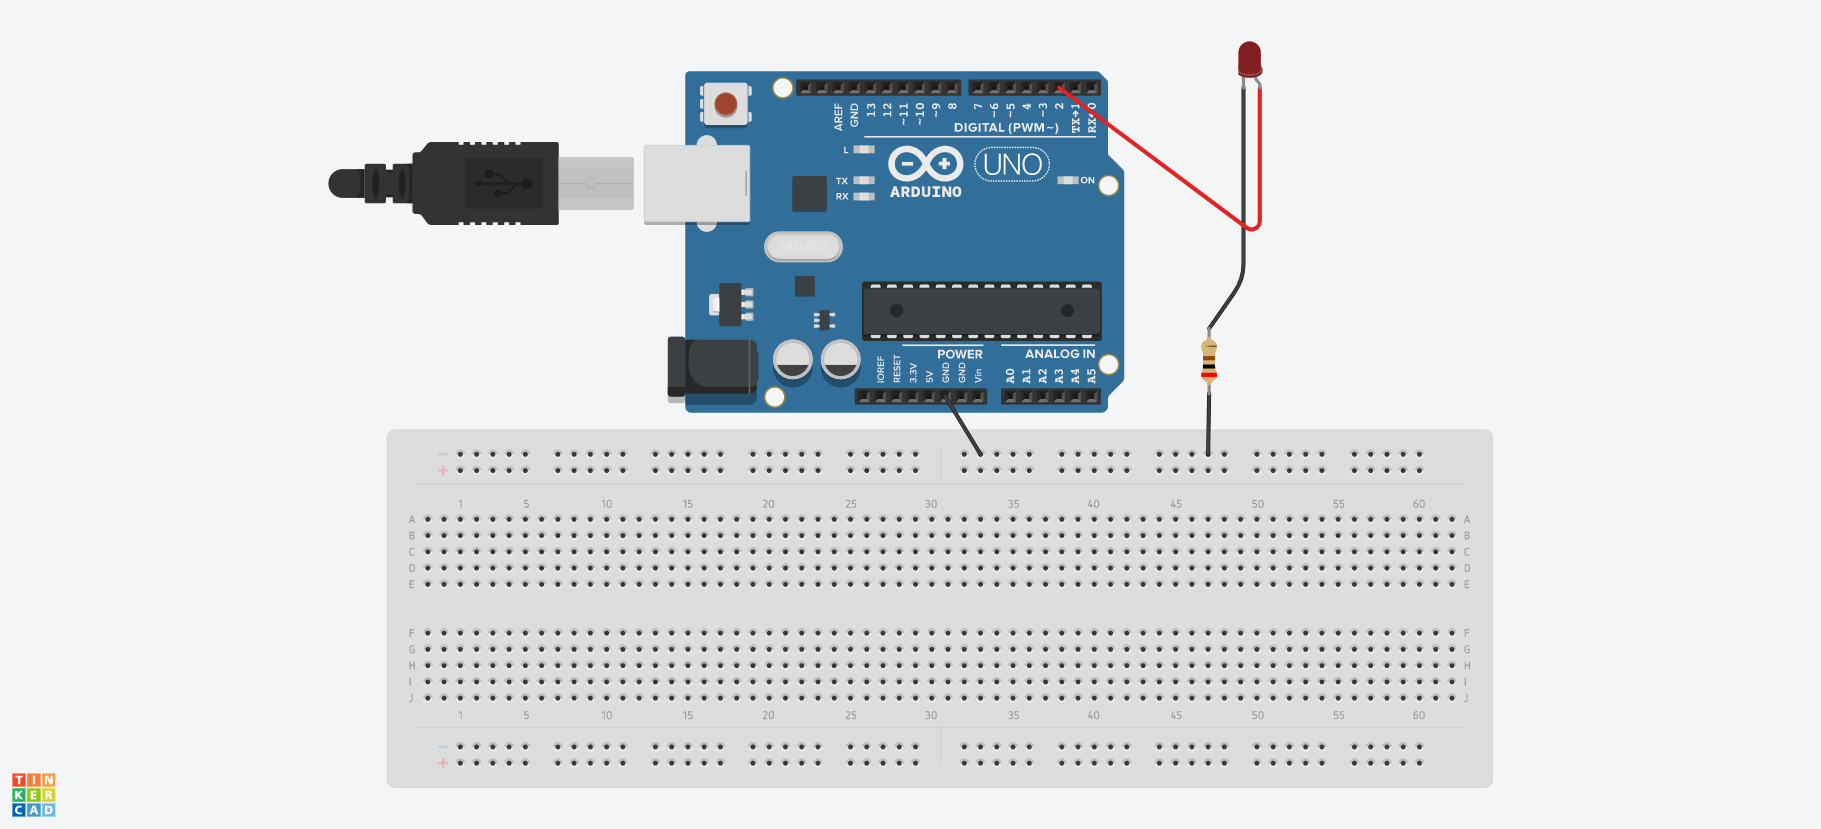 AREF
GND
13
12
~11
~10
~9
8
7
~6
~5
4
~3
2
TX→1
DIGITAL (PWM~)
L
TX
RX
ARDUINO
UNO
ON
IOREF
RESET
3.3V
5V
GND
GND
Vin
POWER
ANALOG IN
A0
A1
A2
A3
A4
A5
− 
+
1 5 10 15 20 25 30 35 40 45 50 55 60
A A
B B
C C
D D
E E
F F
G G
H H
I I
J J
1 5 10 15 20 25 30 35 40 45 50 55 60
−
+
TIN
KER
CAD